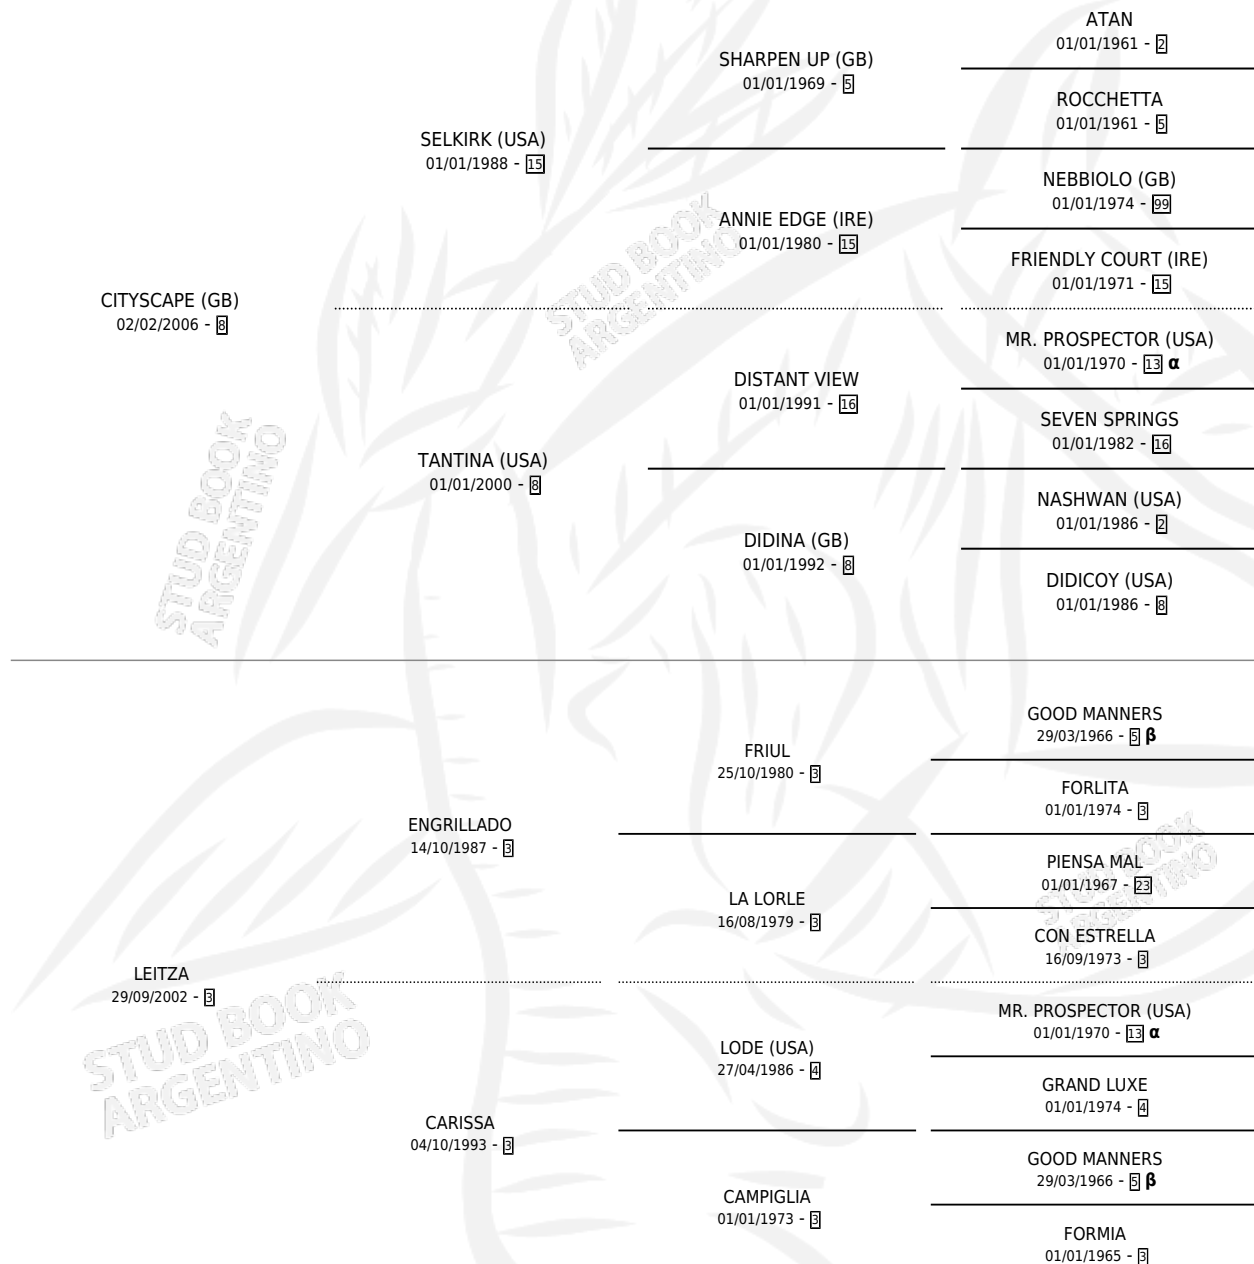 ATAN
01/01/1961 - 2
SHARPEN UP (GB)
01/01/1969 - 5
ROCCHETTA
01/01/1961 - 5
SELKIRK (USA)
01/01/1988 - 15
NEBBIOLO (GB)
01/01/1974 - 99
ANNIE EDGE (IRE)
01/01/1980 - 15
FRIENDLY COURT (IRE)
01/01/1971 - 15
STUD BOOK
ARGENTINO
CITYSCAPE (GB)
02/02/2006 - 8
MR. PROSPECTOR (USA)
01/01/1970 - 13 α
DISTANT VIEW
01/01/1991 - 16
SEVEN SPRINGS
01/01/1982 - 16
TANTINA (USA)
01/01/2000 - 8
NASHWAN (USA)
01/01/1986 - 2
STUD BOOK
ARGENTINO
DIDINA (GB)
01/01/1992 - 8
DIDICOY (USA)
01/01/1986 - 8
GOOD MANNERS
29/03/1966 - 5 β
FRIUL
25/10/1980 - 3
FORLITA
01/01/1974 - 3
ENGRILLADO
14/10/1987 - 3
PIENSA MAL
01/01/1967 - 23
STUD BOOK
ARGENTINO
LA LORLE
16/08/1979 - 3
CON ESTRELLA
16/09/1973 - 3
LEITZA
29/09/2002 - 3
STUD BOOK
ARGENTINO
MR. PROSPECTOR (USA)
01/01/1970 - 13 α
LODE (USA)
27/04/1986 - 4
GRAND LUXE
01/01/1974 - 4
CARISSA
04/10/1993 - 3
GOOD MANNERS
29/03/1966 - 5 β
CAMPIGLIA
01/01/1973 - 3
FORMIA
01/01/1965 - 3